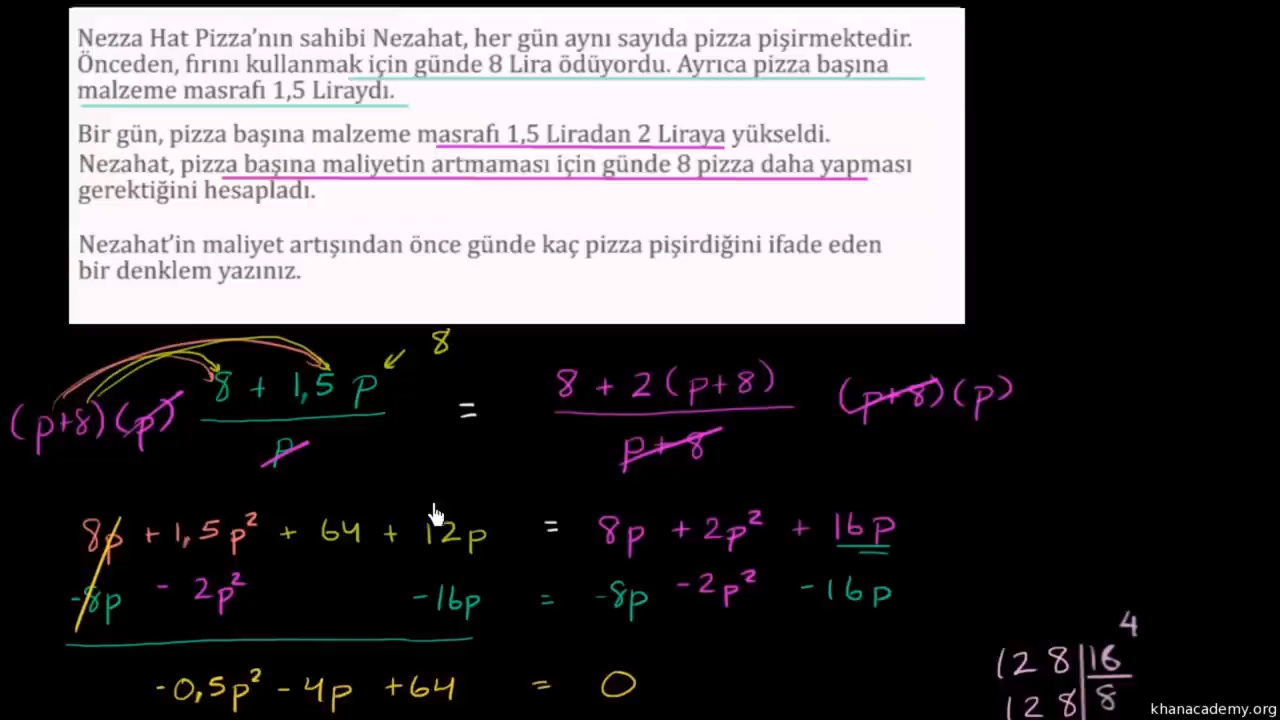 Nezza Hat Pizza'nın sahibi Nezahat, her gün aynı sayıda pizza pişirmektedir.
Önceden, fırını kullanmak için günde 8 Lira ödüyordu. Ayrıca pizza başına
malzeme masrafı 1,5 Liraydı.
Bir gün, pizza başına malzeme masrafı 1,5 Liradan 2 Liraya yükseldi.
Nezahat, pizza başına maliyetin artmaması için günde 8 pizza daha yapması
gerektiğini hesapladı.
Nezahat'in maliyet artışından önce günde kaç pizza pişirdiğini ifade eden
bir denklem yazınız.
8
(p+8)(p) 8 + 1,5 p / p = 8 + 2(p+8) / p+8 (p+8)(p)
8p + 1,5p² + 64 + 12p = 8p + 2p² + 16p
-8p - 2p² -16p = -8p -2p² -16p
-0,5p² - 4p +64 = 0
4
128 | 16
128 | 8
khanacademy.org